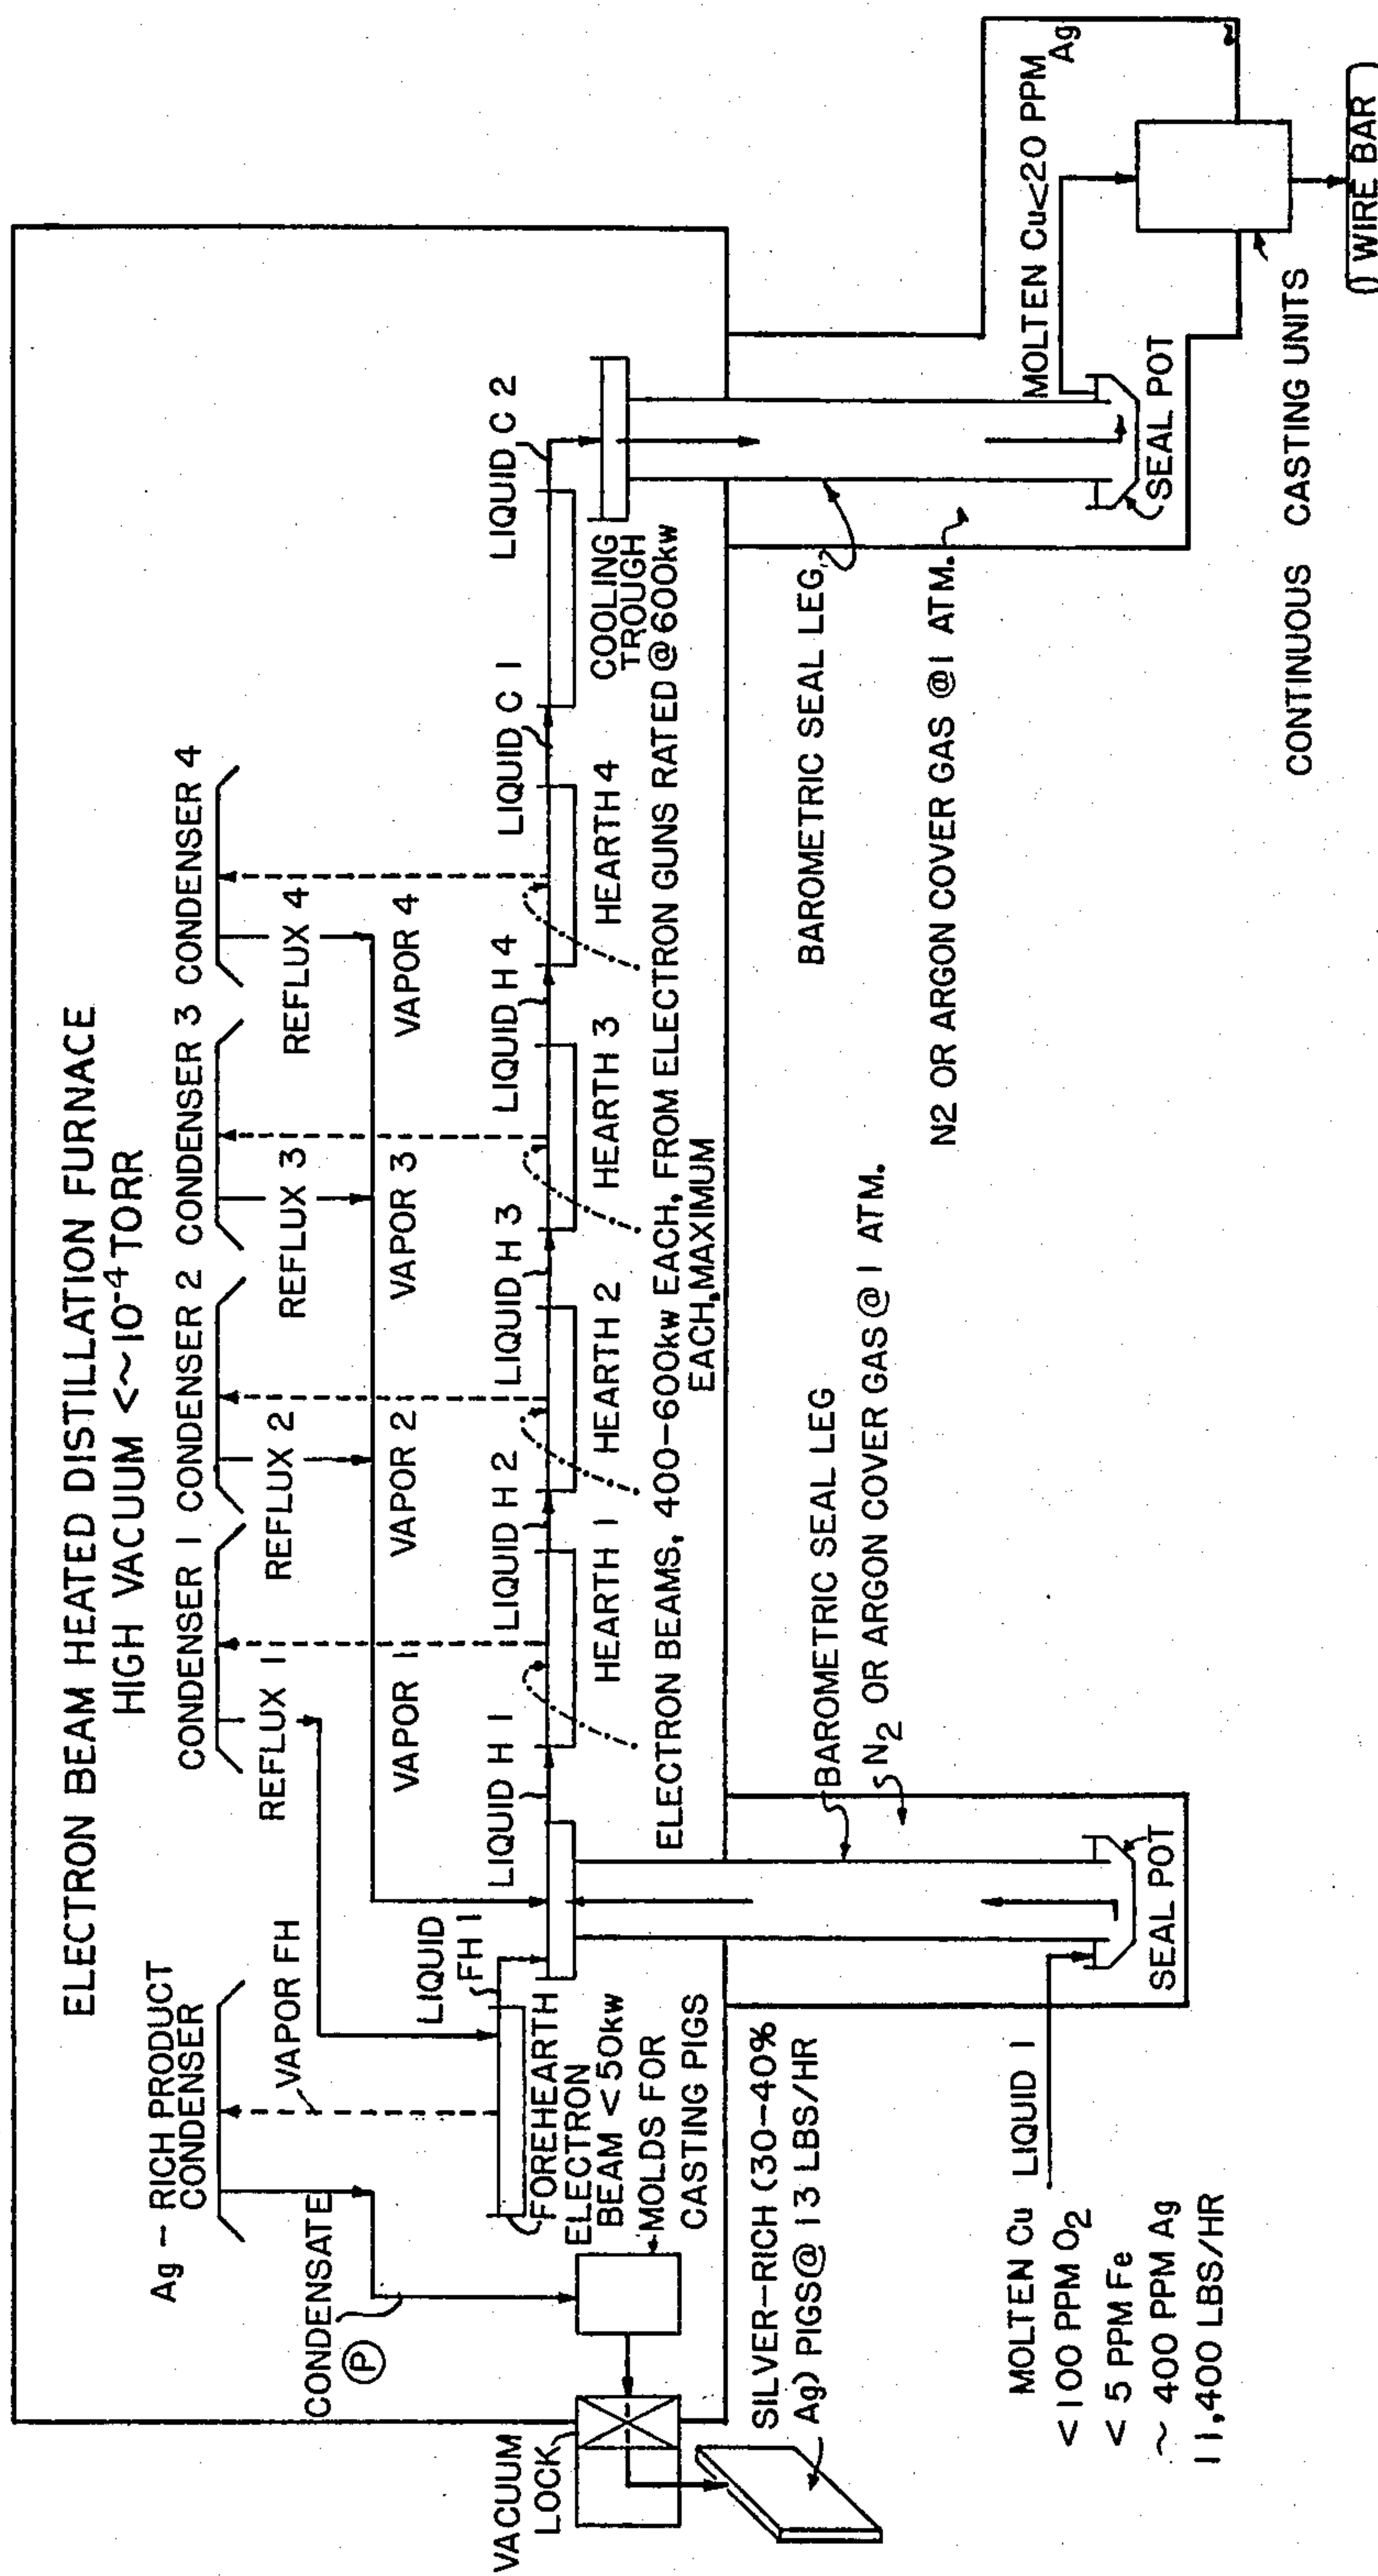 ELECTRON BEAM HEATED DISTILLATION FURNACE
HIGH VACUUM <~10-4 TORR
Ag – RICH PRODUCT
CONDENSER
CONDENSER 1
CONDENSER 2
CONDENSER 3
CONDENSER 4
VAPOR FH
REFLUX 1
REFLUX 2
REFLUX 3
REFLUX 4
CONDENSATE
P
VAPOR 1
VAPOR 2
VAPOR 3
VAPOR 4
LIQUID
FH 1
LIQUID H 1
LIQUID H 2
LIQUID H 3
LIQUID H 4
LIQUID C 1
LIQUID C 2
VACUUM
LOCK
FOREHEARTH
ELECTRON
BEAM <50kw
MOLDS FOR
CASTING PIGS
HEARTH 1
HEARTH 2
HEARTH 3
HEARTH 4
COOLING
TROUGH
ELECTRON BEAMS, 400-600kw EACH, FROM ELECTRON GUNS RATED @ 600kw
EACH, MAXIMUM
SILVER–RICH (30-40%
Ag) PIGS @ 13 LBS/HR
BAROMETRIC SEAL LEG
N2 OR ARGON COVER GAS @ 1 ATM.
BAROMETRIC SEAL LEG
N2 OR ARGON COVER GAS @ 1 ATM.
MOLTEN Cu<20 PPM
Ag
MOLTEN Cu LIQUID 1
<100 PPM O2
< 5 PPM Fe
~ 400 PPM Ag
11,400 LBS/HR
SEAL POT
SEAL POT
CONTINUOUS CASTING UNITS
WIRE BAR